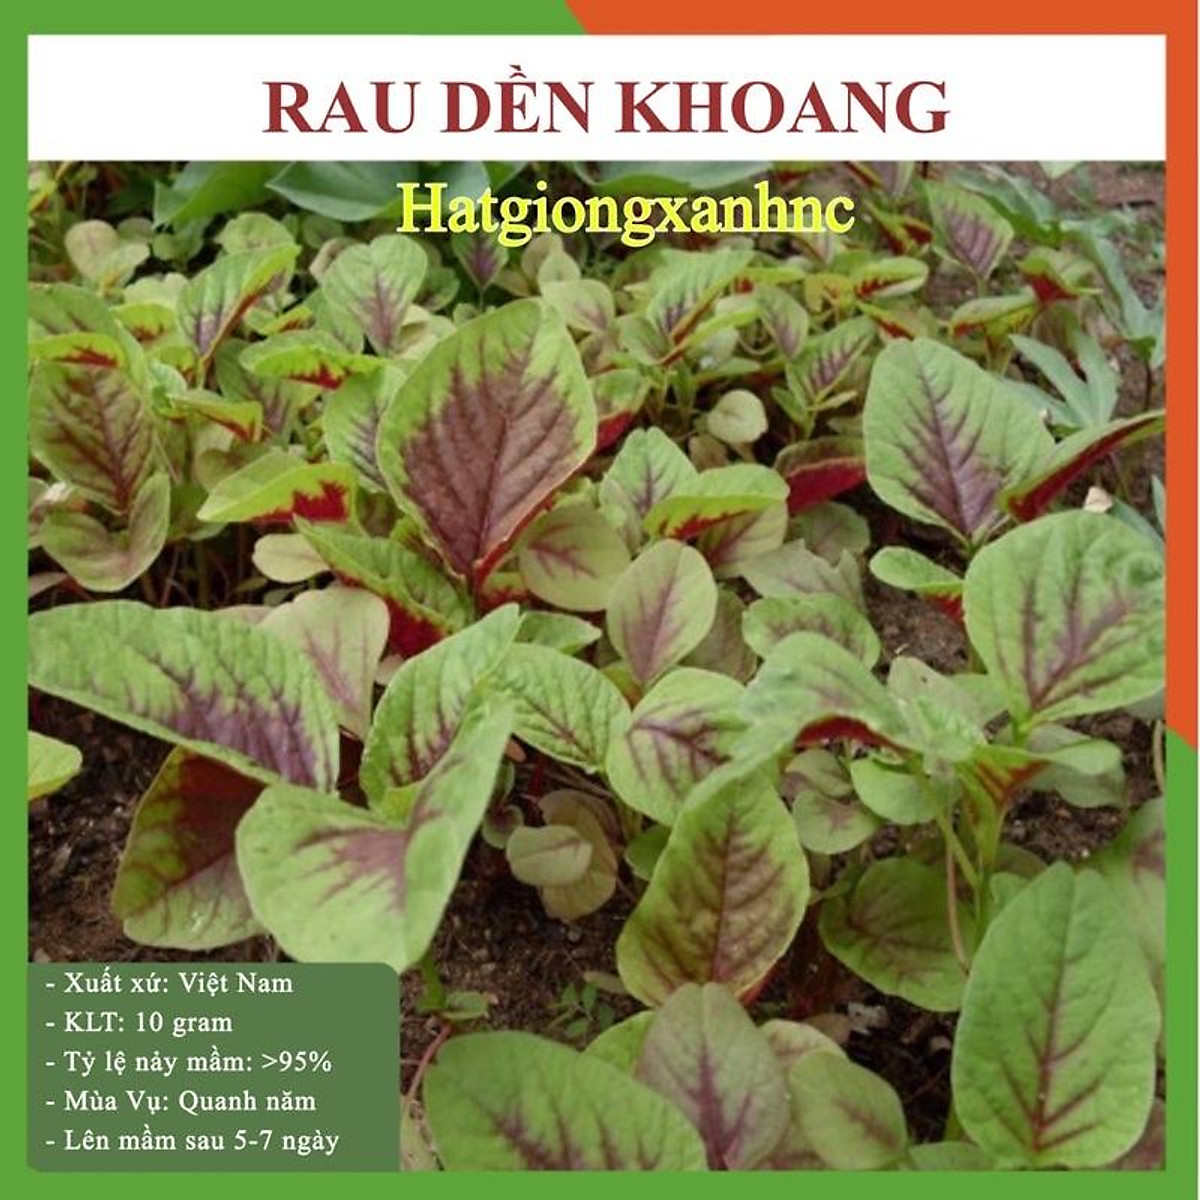 RAU DỀN KHOANG
Hatgiongxanhnc
- Xuất xứ: Việt Nam
- KLT: 10 gram
- Tỷ lệ nảy mầm: >95%
- Mùa Vụ: Quanh năm
- Lên mầm sau 5-7 ngày